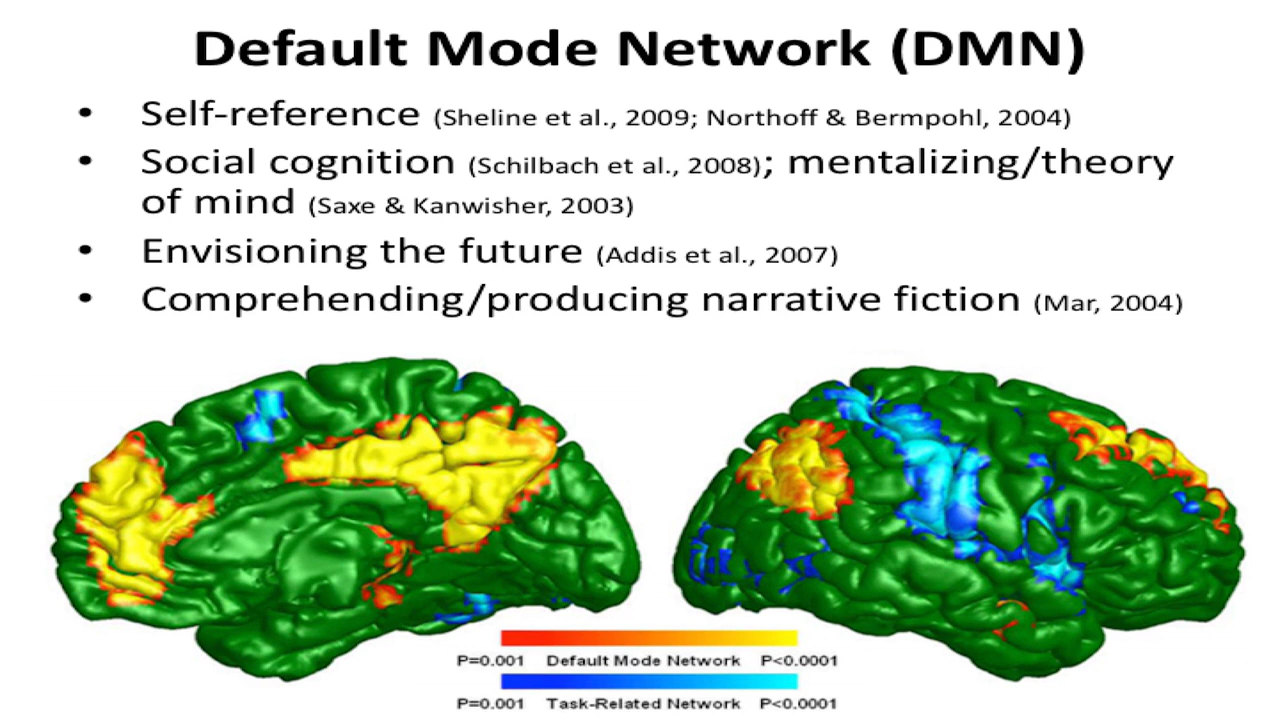 Default Mode Network (DMN)
• Self-reference (Sheline et al., 2009; Northoff & Bermpohl, 2004)
• Social cognition (Schilbach et al., 2008); mentalizing/theory
of mind (Saxe & Kanwisher, 2003)
• Envisioning the future (Addis et al., 2007)
• Comprehending/producing narrative fiction (Mar, 2004)
P=0.001 Default Mode Network P<0.0001
P=0.001 Task-Related Network P<0.0001